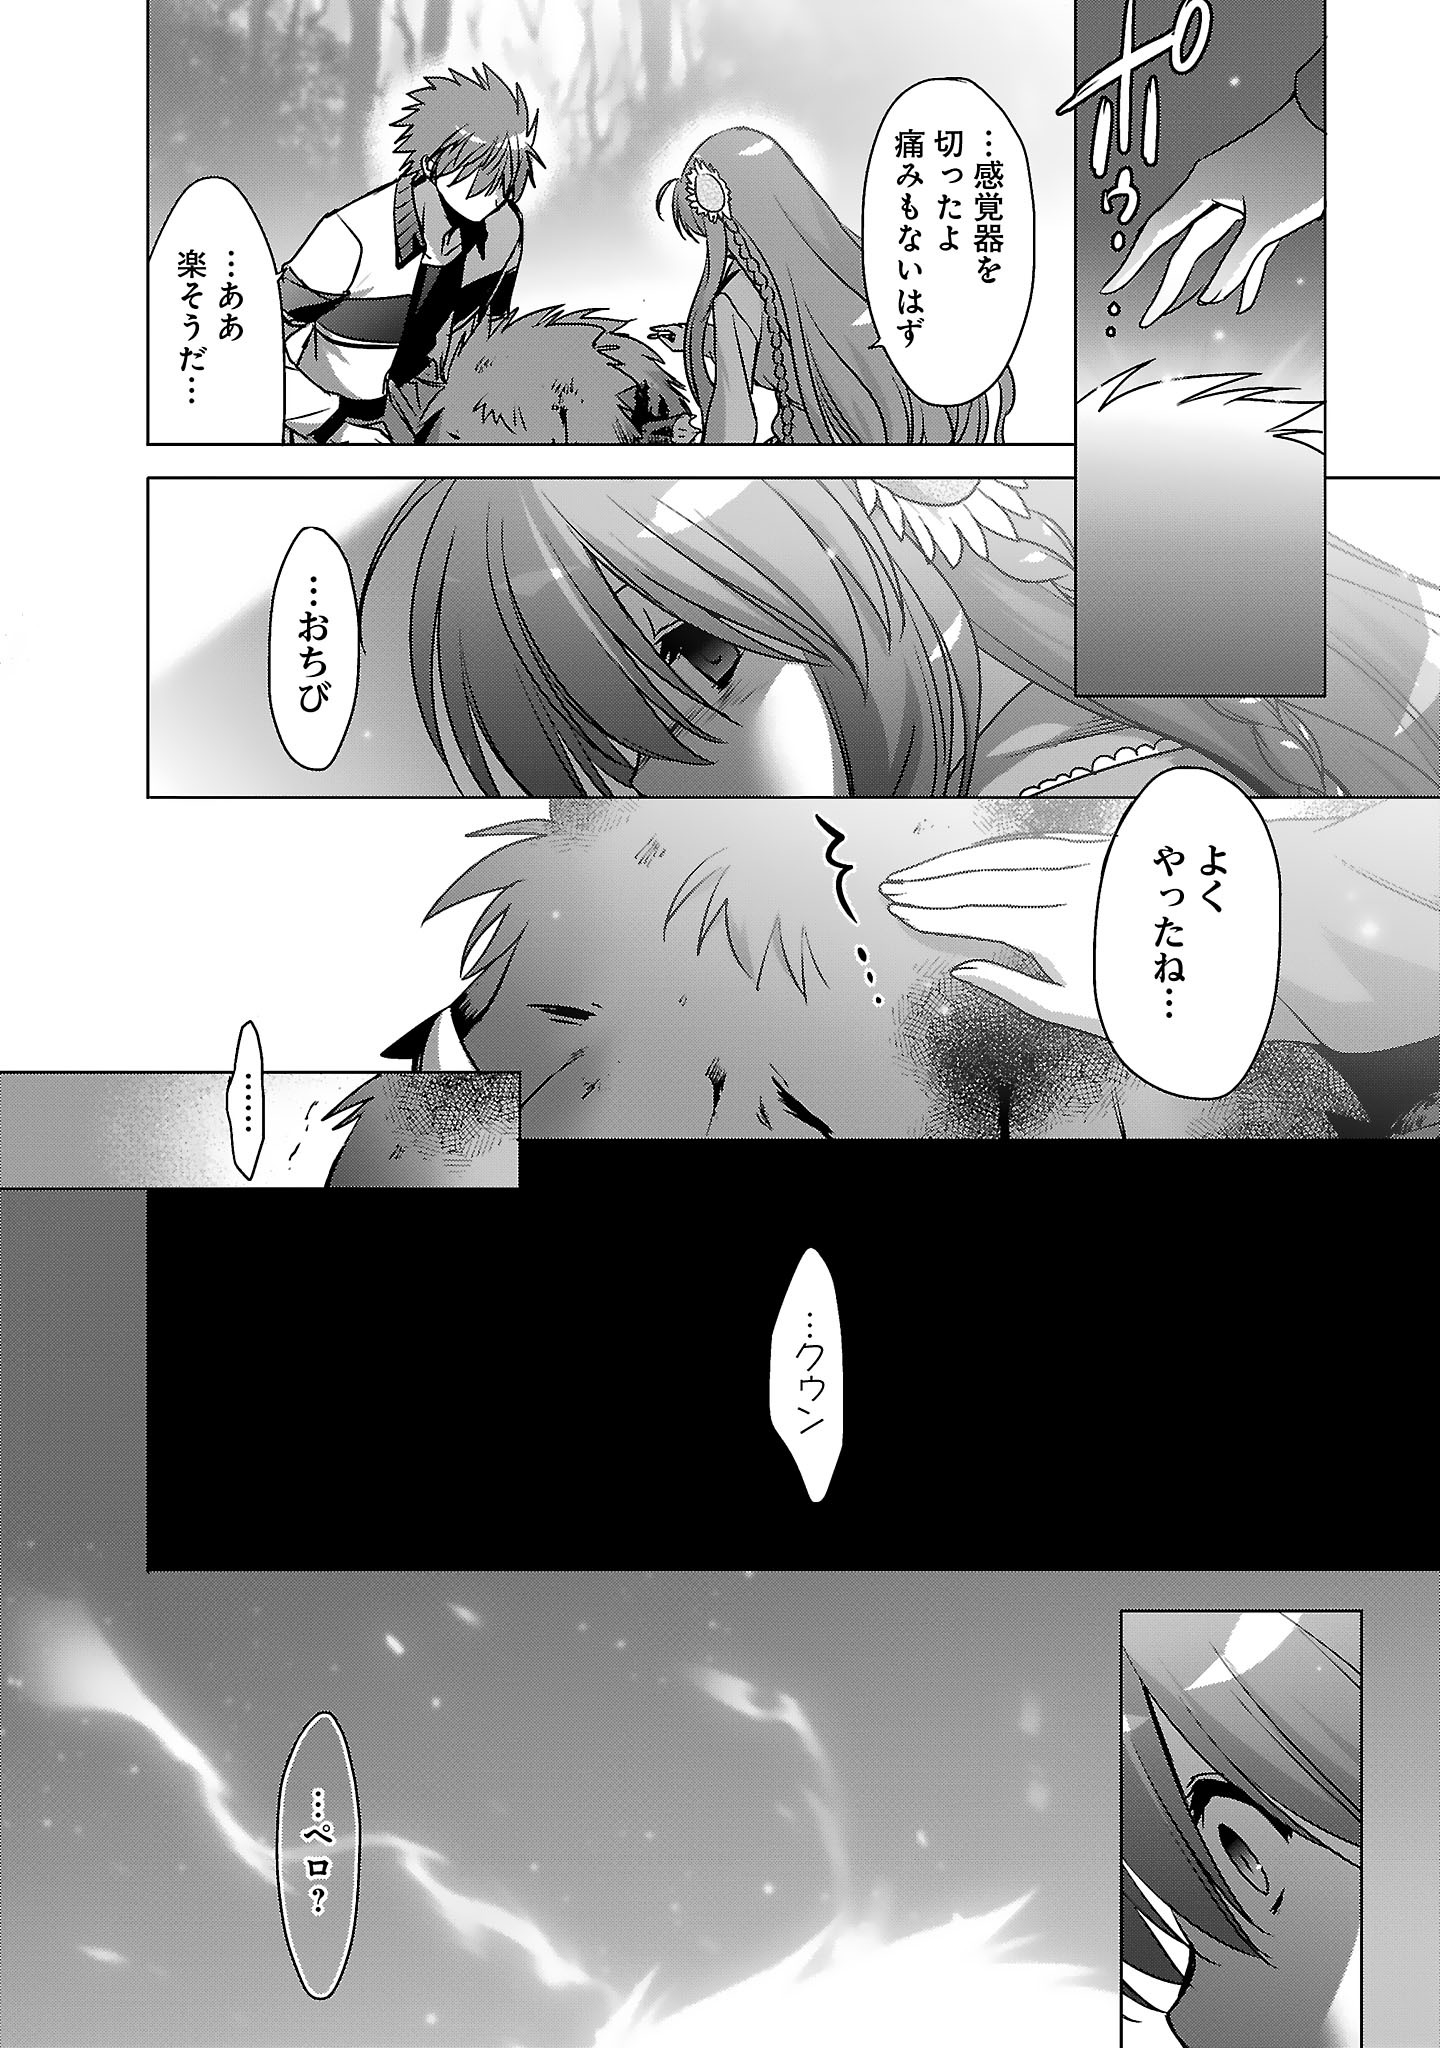 ポゥ…
…感覚器を
切ったよ
痛みもないはず
…ああ
楽そうだ…
…おちび
よく
やったね…
……
…クゥン
…ペロ？